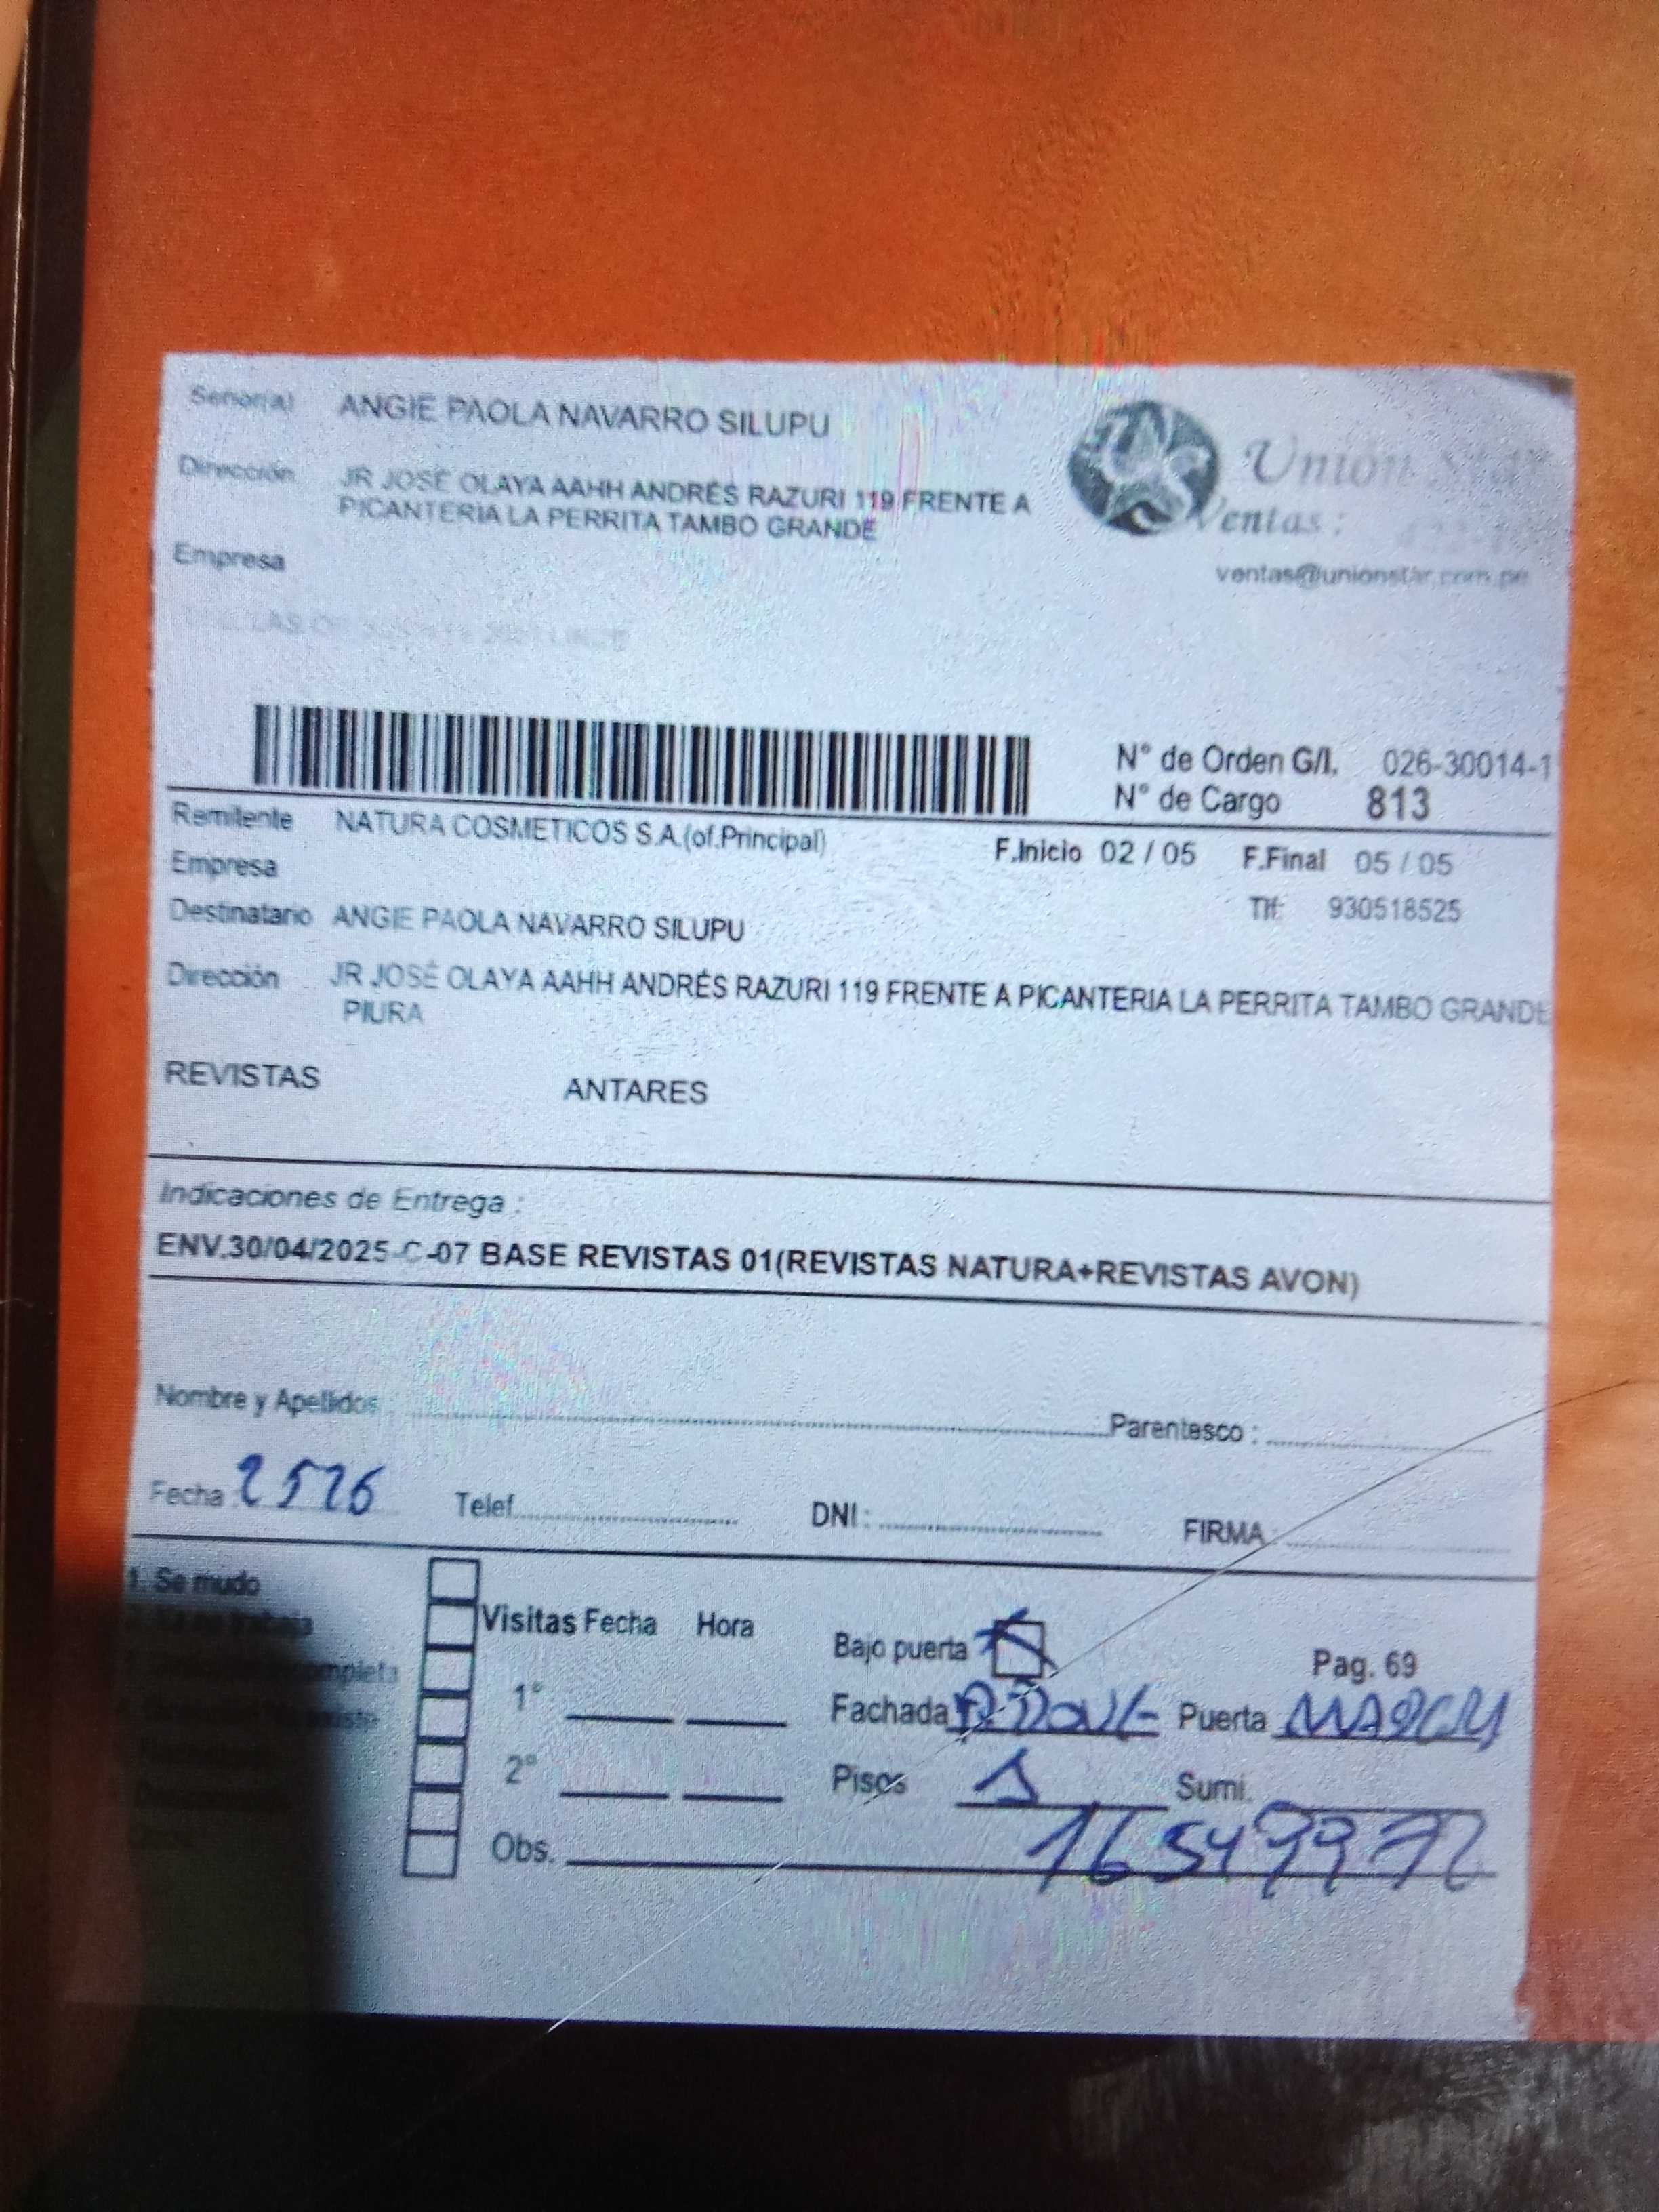 Señor(a) ANGIE PAOLA NAVARRO SILUPU
Dirección JR JOSÉ OLAYA AAHH ANDRÉS RAZURI 119 FRENTE A
PICANTERIA LA PERRITA TAMBO GRANDE
Union
Ventas:
ventas@unionstar.com.pe
Empresa
N° de Orden G/I. 026-30014-1
N° de Cargo 813
Remitente NATURA COSMETICOS S.A.(of.Principal)
F.Inicio 02 / 05 F.Final 05 / 05
Empresa
Tlf: 930518525
Destinatario ANGIE PAOLA NAVARRO SILUPU
Dirección JR JOSÉ OLAYA AAHH ANDRÉS RAZURI 119 FRENTE A PICANTERIA LA PERRITA TAMBO GRANDE
PIURA
REVISTAS ANTARES
Indicaciones de Entrega :
ENV.30/04/2025-C-07 BASE REVISTAS 01(REVISTAS NATURA+REVISTAS AVON)
Nombre y Apellidos : Parentesco :
Fecha : Telef. DNI : FIRMA :
1. Se mudo
Visitas Fecha Hora
Bajo puerta
Pag. 69
1°
Fachada Puerta
2°
Pisos 1 Sumi.
Obs. 16549972